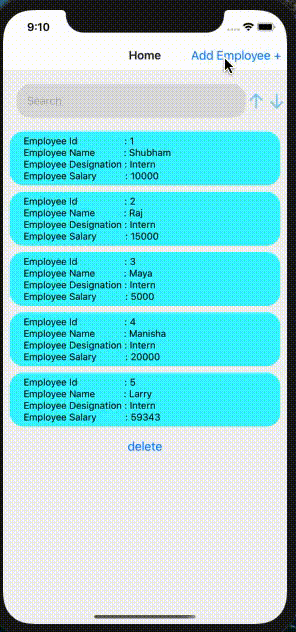 9:10
Home
Add Employee +
Search
Employee Id : 1
Employee Name : Shubham
Employee Designation : Intern
Employee Salary : 10000
Employee Id : 2
Employee Name : Raj
Employee Designation : Intern
Employee Salary : 15000
Employee Id : 3
Employee Name : Maya
Employee Designation : Intern
Employee Salary : 5000
Employee Id : 4
Employee Name : Manisha
Employee Designation : Intern
Employee Salary : 20000
Employee Id : 5
Employee Name : Larry
Employee Designation : Intern
Employee Salary : 59343
delete